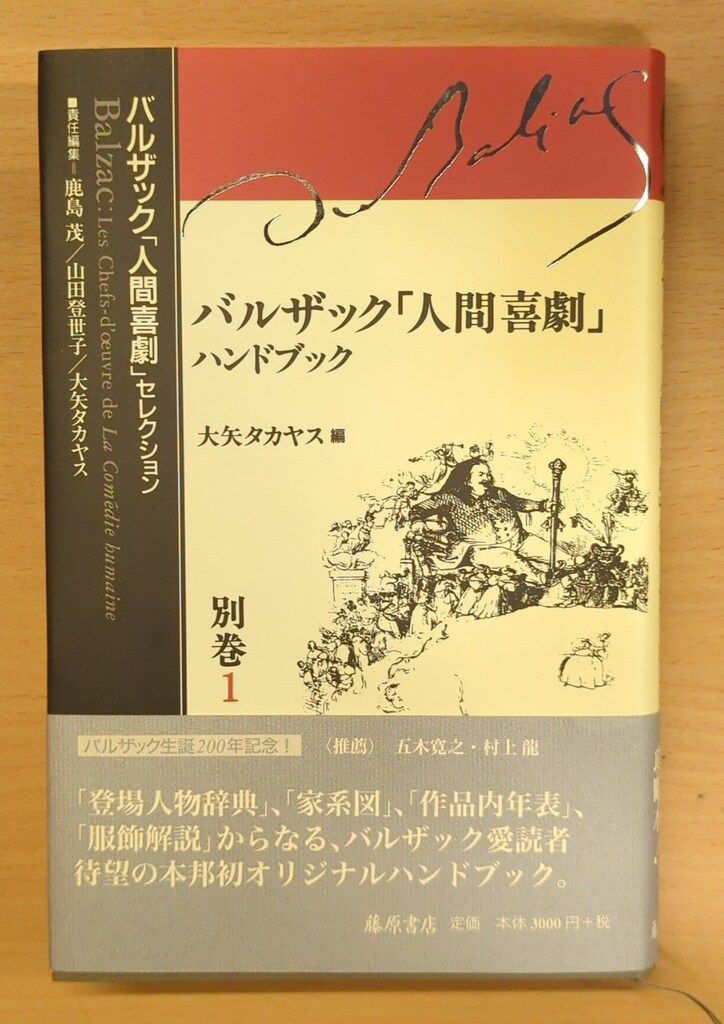 Balzac
バルザック「人間喜劇」セレクション
Balzac: Les Chefs-d'œuvre de La Comédie humaine
■責任編集=鹿島 茂/山田登世子/大矢タカヤス
バルザック「人間喜劇」
ハンドブック
大矢タカヤス 編
別巻
1
バルザック生誕200年記念!
〈推薦〉 五木寛之・村上 龍
「登場人物辞典」、「家系図」、「作品内年表」、
「服飾解説」からなる、バルザック愛読者
待望の本邦初オリジナルハンドブック。
藤原書店 定価 本体3000円+税